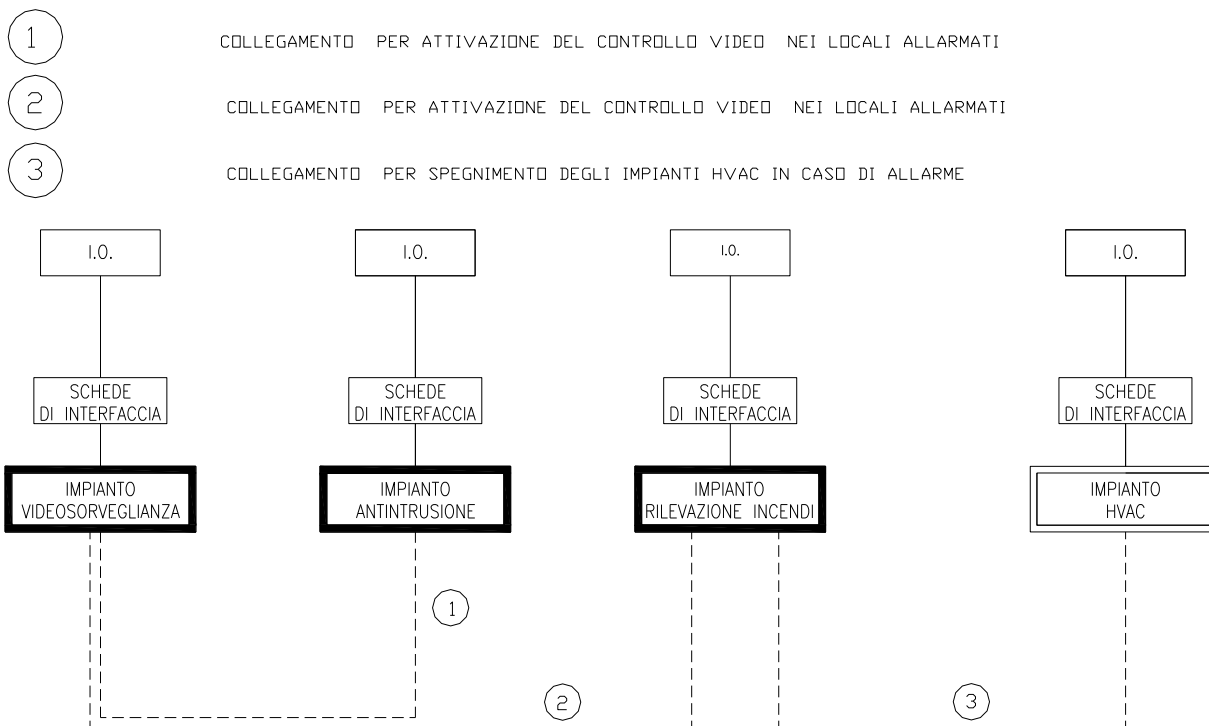 1
COLLEGAMENTO PER ATTIVAZIONE DEL CONTROLLO VIDEO NEI LOCALI ALLARMATI
2
COLLEGAMENTO PER ATTIVAZIONE DEL CONTROLLO VIDEO NEI LOCALI ALLARMATI
3
COLLEGAMENTO PER SPEGNIMENTO DEGLI IMPIANTI HVAC IN CASO DI ALLARME
I.O.
I.O.
I.O.
I.O.
SCHEDE
DI INTERFACCIA
SCHEDE
DI INTERFACCIA
SCHEDE
DI INTERFACCIA
SCHEDE
DI INTERFACCIA
IMPIANTO
VIDEOSORVEGLIANZA
IMPIANTO
ANTINTRUSIONE
IMPIANTO
RILEVAZIONE INCENDI
IMPIANTO
HVAC
1
2
3